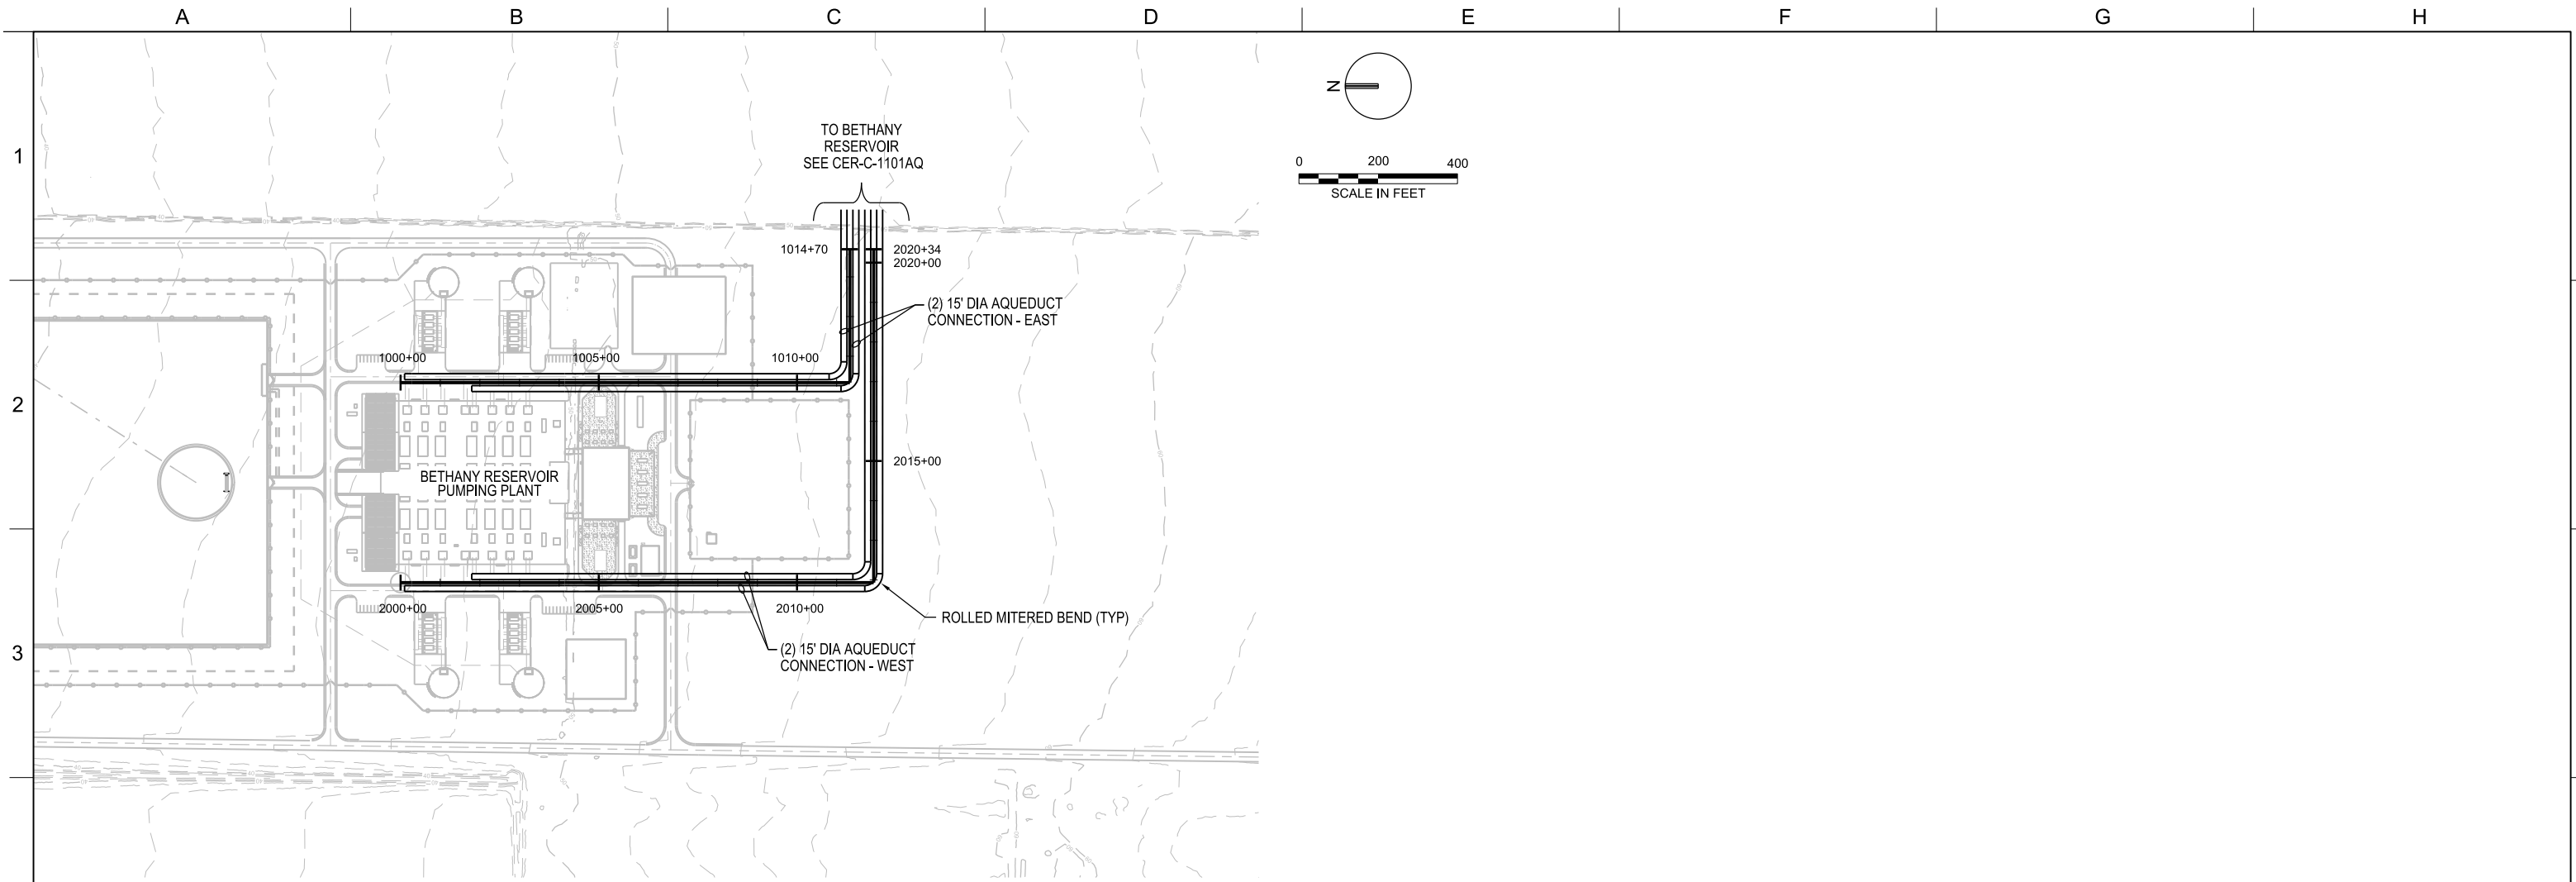 A B C D E F G H
1
2
3
N
0 200 400
SCALE IN FEET
TO BETHANY
RESERVOIR
SEE CER-C-1101AQ
1014+70
2020+34
2020+00
(2) 15' DIA AQUEDUCT
CONNECTION - EAST
1000+00
1005+00
1010+00
2015+00
BETHANY RESERVOIR
PUMPING PLANT
2000+00
2005+00
2010+00
ROLLED MITERED BEND (TYP)
(2) 15' DIA AQUEDUCT
CONNECTION - WEST